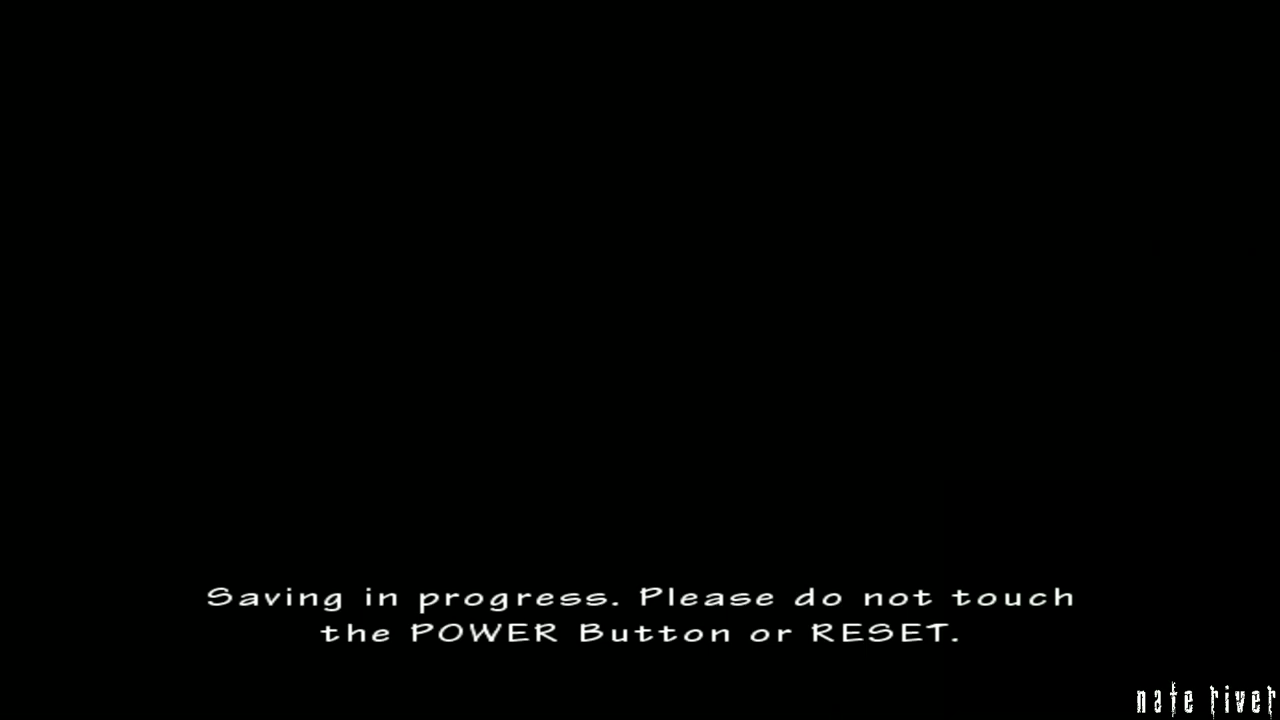 Saving in progress. Please do not touch
the POWER Button or RESET.
nate river